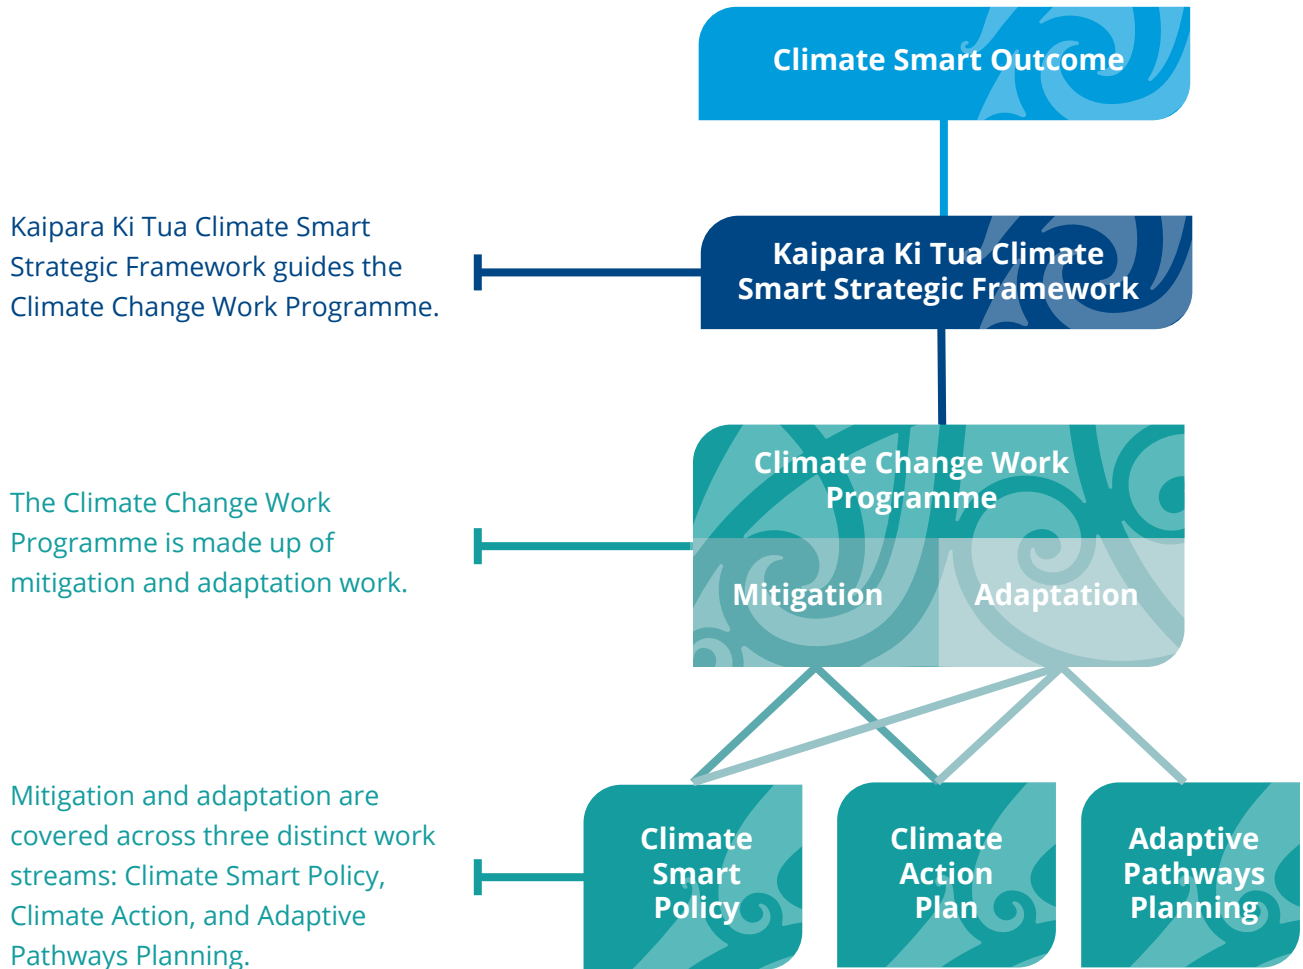 Climate Smart Outcome
Kaipara Ki Tua Climate Smart
Strategic Framework guides the
Climate Change Work Programme.
Kaipara Ki Tua Climate
Smart Strategic Framework
The Climate Change Work
Programme is made up of
mitigation and adaptation work.
Climate Change Work
Programme
Mitigation
Adaptation
Mitigation and adaptation are
covered across three distinct work
streams: Climate Smart Policy,
Climate Action, and Adaptive
Pathways Planning.
Climate
Smart
Policy
Climate
Action
Plan
Adaptive
Pathways
Planning